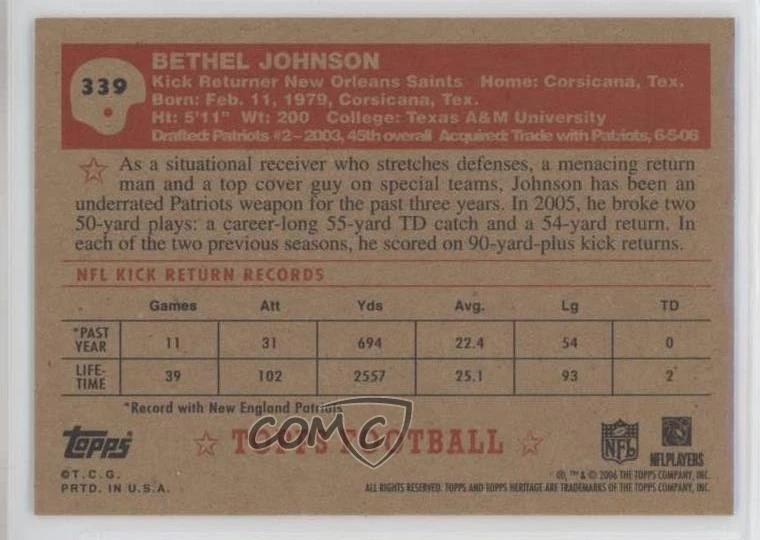 339
BETHEL JOHNSON
Kick Returner New Orleans Saints Home: Corsicana, Tex.
Born: Feb. 11, 1979, Corsicana, Tex.
Ht: 5'11" Wt: 200 College: Texas A&M University
Drafted: Patriots #2 – 2003, 45th overall Acquired: Trade with Patriots, 6-5-06
As a situational receiver who stretches defenses, a menacing return
man and a top cover guy on special teams, Johnson has been an
underrated Patriots weapon for the past three years. In 2005, he broke two
50-yard plays: a career-long 55-yard TD catch and a 54-yard return. In
each of the two previous seasons, he scored on 90-yard-plus kick returns.
NFL KICK RETURN RECORDS
Games Att Yds Avg. Lg TD
*PAST YEAR 11 31 694 22.4 54 0
LIFE-TIME 39 102 2557 25.1 93 2
*Record with New England Patriots
Topps TOPPS FOOTBALL NFL NFLPLAYERS
COMC
©T.C.G.
PRTD. IN U.S.A.
®, ™ & © 2006 THE TOPPS COMPANY, INC.
ALL RIGHTS RESERVED. TOPPS AND TOPPS HERITAGE ARE TRADEMARKS OF THE TOPPS COMPANY, INC.